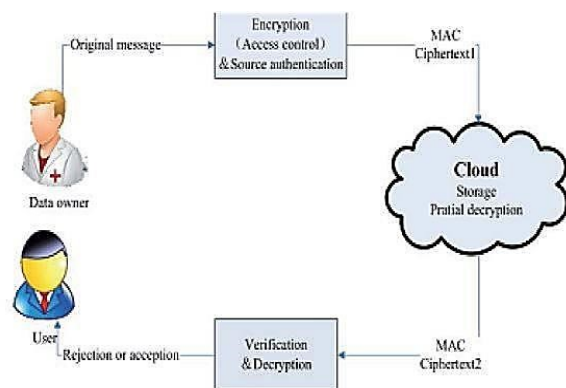 Original message
Encryption
(Access control)
& Source authentication
MAC
Ciphertext1
Data owner
Cloud
Storage
Pratial decryption
User
Rejection or acception
Verification
& Decryption
MAC
Ciphertext2